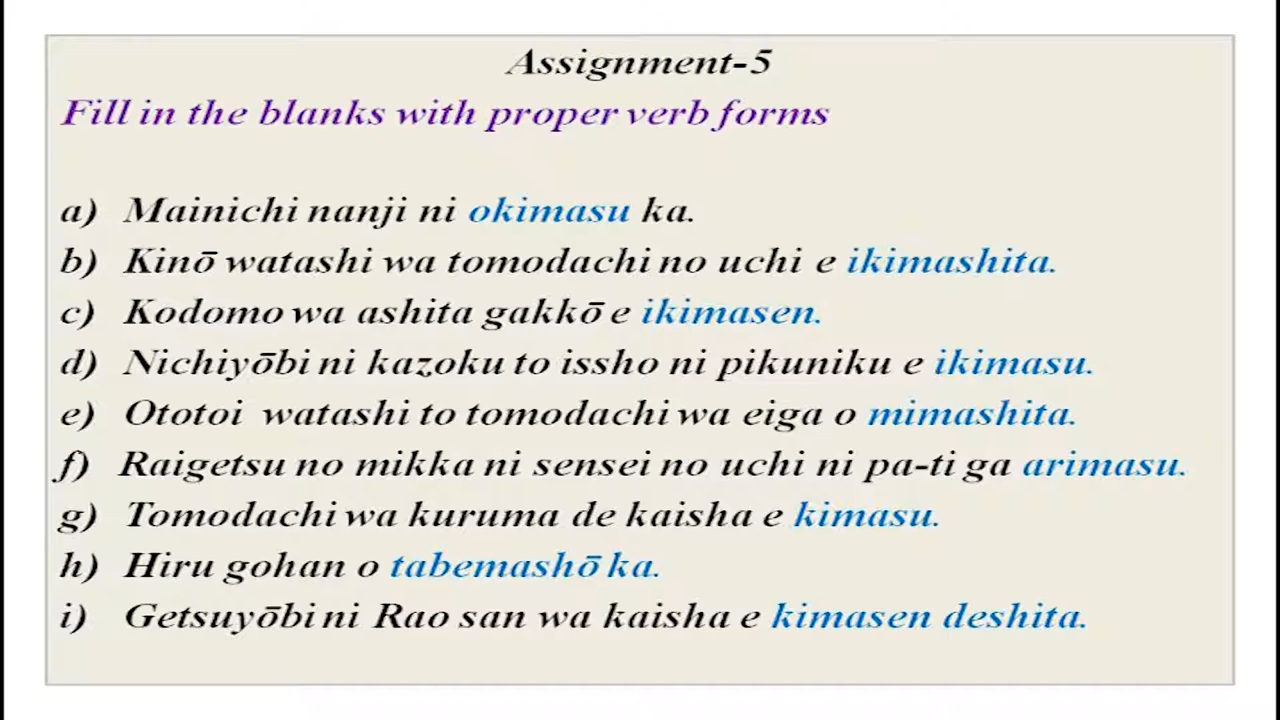 Assignment-5
Fill in the blanks with proper verb forms
a) Mainichi nanji ni okimasu ka.
b) Kinō watashi wa tomodachi no uchi e ikimashita.
c) Kodomo wa ashita gakkō e ikimasen.
d) Nichiyōbi ni kazoku to issho ni pikuniku e ikimasu.
e) Ototoi watashi to tomodachi wa eiga o mimashita.
f) Raigetsu no mikka ni sensei no uchi ni pa-ti ga arimasu.
g) Tomodachi wa kuruma de kaisha e kimasu.
h) Hiru gohan o tabemashō ka.
i) Getsuyōbi ni Rao san wa kaisha e kimasen deshita.